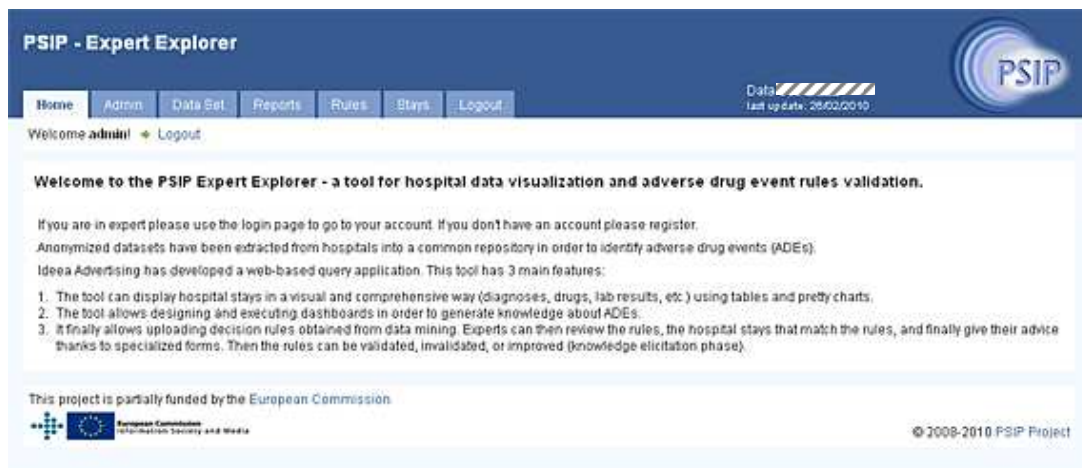 PSIP - Expert Explorer
PSIP
Home Admin Data Set Reports Rules Stays Logout
Data
last update: 26/02/2010
Welcome admin! Logout
Welcome to the PSIP Expert Explorer - a tool for hospital data visualization and adverse drug event rules validation.
If you are in expert please use the login page to go to your account. If you don't have an account please register.
Anonymized datasets have been extracted from hospitals into a common repository in order to identify adverse drug events (ADEs).
Ideea Advertising has developed a web-based query application. This tool has 3 main features:
1. The tool can display hospital stays in a visual and comprehensive way (diagnoses, drugs, lab results, etc.) using tables and pretty charts.
2. The tool allows designing and executing dashboards in order to generate knowledge about ADEs.
3. It finally allows uploading decision rules obtained from data mining. Experts can then review the rules, the hospital stays that match the rules, and finally give their advice
thanks to specialized forms. Then the rules can be validated, invalidated, or improved (knowledge elicitation phase).
This project is partially funded by the European Commission
European Commission
Information Society and Media
© 2008-2010 PSIP Project